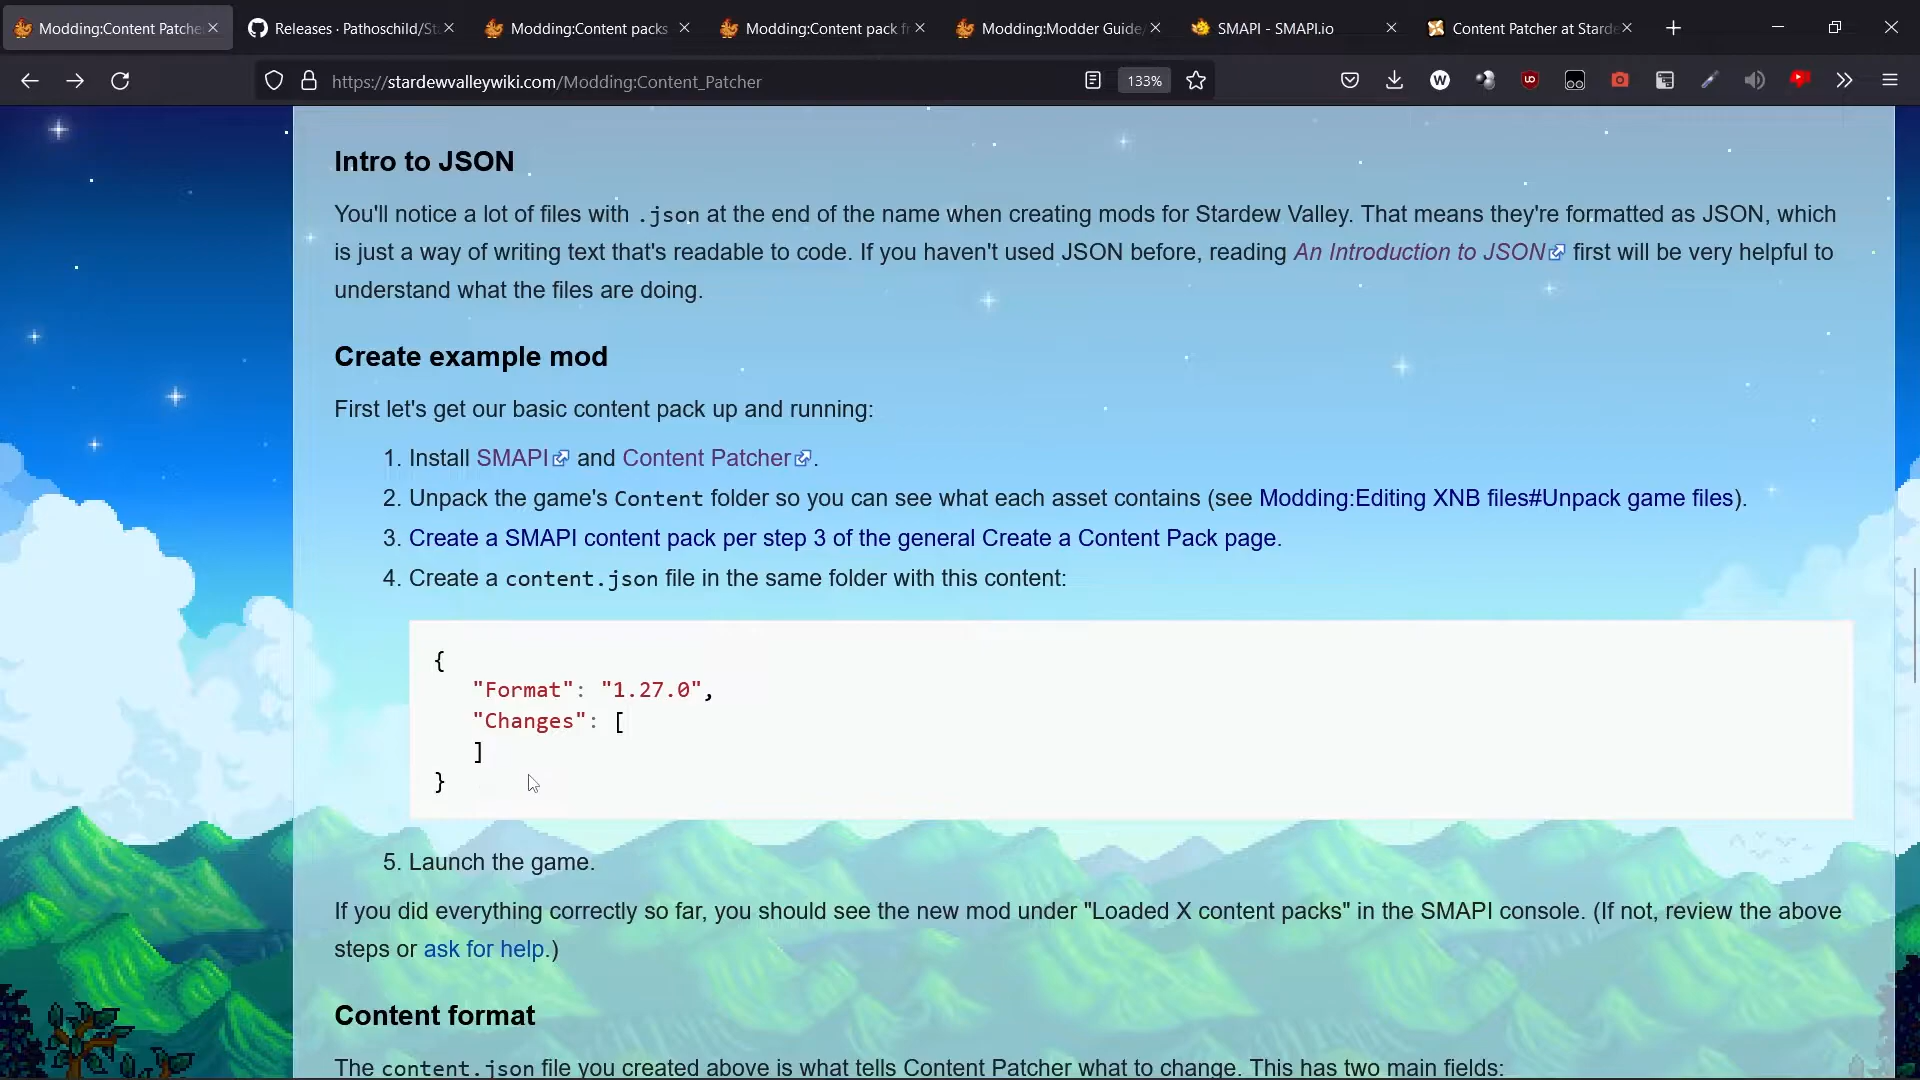 Modding:Content Patche
Releases · Pathoschild/St
Modding:Content packs
Modding:Content pack f
Modding:Modder Guide/
SMAPI - SMAPI.io
Content Patcher at Stard
https://stardewvalleywiki.com/Modding:Content_Patcher
133%
Intro to JSON
You'll notice a lot of files with .json at the end of the name when creating mods for Stardew Valley. That means they're formatted as JSON, which
is just a way of writing text that's readable to code. If you haven't used JSON before, reading An Introduction to JSON first will be very helpful to
understand what the files are doing.
Create example mod
First let's get our basic content pack up and running:
1. Install SMAPI and Content Patcher.
2. Unpack the game's Content folder so you can see what each asset contains (see Modding:Editing XNB files#Unpack game files).
3. Create a SMAPI content pack per step 3 of the general Create a Content Pack page.
4. Create a content.json file in the same folder with this content:
{
"Format": "1.27.0",
"Changes": [
]
}
5. Launch the game.
If you did everything correctly so far, you should see the new mod under "Loaded X content packs" in the SMAPI console. (If not, review the above
steps or ask for help.)
Content format
The content.json file you created above is what tells Content Patcher what to change. This has two main fields: